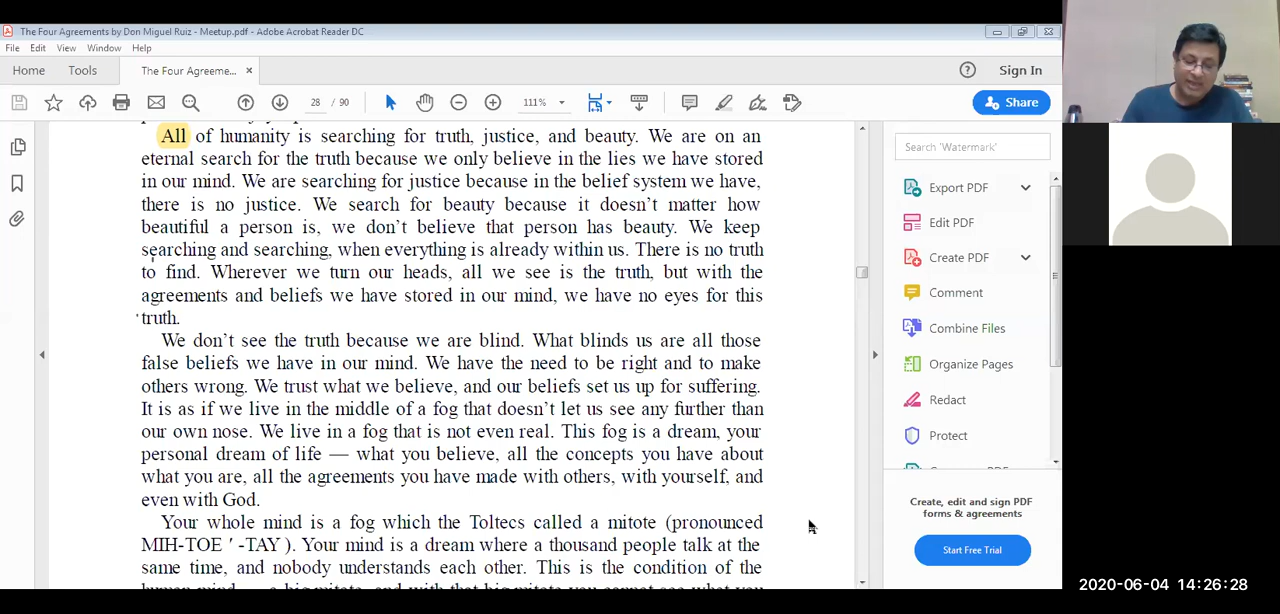 The Four Agreements by Don Miguel Ruiz - Meetup.pdf - Adobe Acrobat Reader DC
File Edit View Window Help
Home Tools The Four Agreeme... × Sign In
28 / 90 111% Share
All of humanity is searching for truth, justice, and beauty. We are on an
eternal search for the truth because we only believe in the lies we have stored
in our mind. We are searching for justice because in the belief system we have,
there is no justice. We search for beauty because it doesn’t matter how
beautiful a person is, we don’t believe that person has beauty. We keep
searching and searching, when everything is already within us. There is no truth
to find. Wherever we turn our heads, all we see is the truth, but with the
agreements and beliefs we have stored in our mind, we have no eyes for this
truth.
We don’t see the truth because we are blind. What blinds us are all those
false beliefs we have in our mind. We have the need to be right and to make
others wrong. We trust what we believe, and our beliefs set us up for suffering.
It is as if we live in the middle of a fog that doesn’t let us see any further than
our own nose. We live in a fog that is not even real. This fog is a dream, your
personal dream of life — what you believe, all the concepts you have about
what you are, all the agreements you have made with others, with yourself, and
even with God.
Your whole mind is a fog which the Toltecs called a mitote (pronounced
MIH-TOE ′ -TAY ). Your mind is a dream where a thousand people talk at the
same time, and nobody understands each other. This is the condition of the
Search 'Watermark'
Export PDF
Edit PDF
Create PDF
Comment
Combine Files
Organize Pages
Redact
Protect
Create, edit and sign PDF
forms & agreements
Start Free Trial
2020-06-04 14:26:28